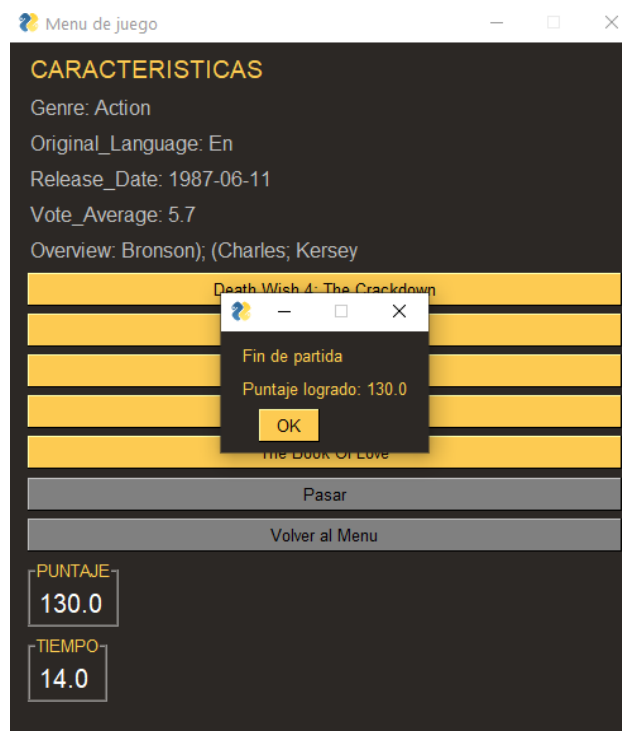 Menu de juego
CARACTERISTICAS
Genre: Action
Original_Language: En
Release_Date: 1987-06-11
Vote_Average: 5.7
Overview: Bronson); (Charles; Kersey
Death Wish 4: The Crackdown
Fin de partida
Puntaje logrado: 130.0
OK
The Book Of Love
Pasar
Volver al Menu
PUNTAJE
130.0
TIEMPO
14.0